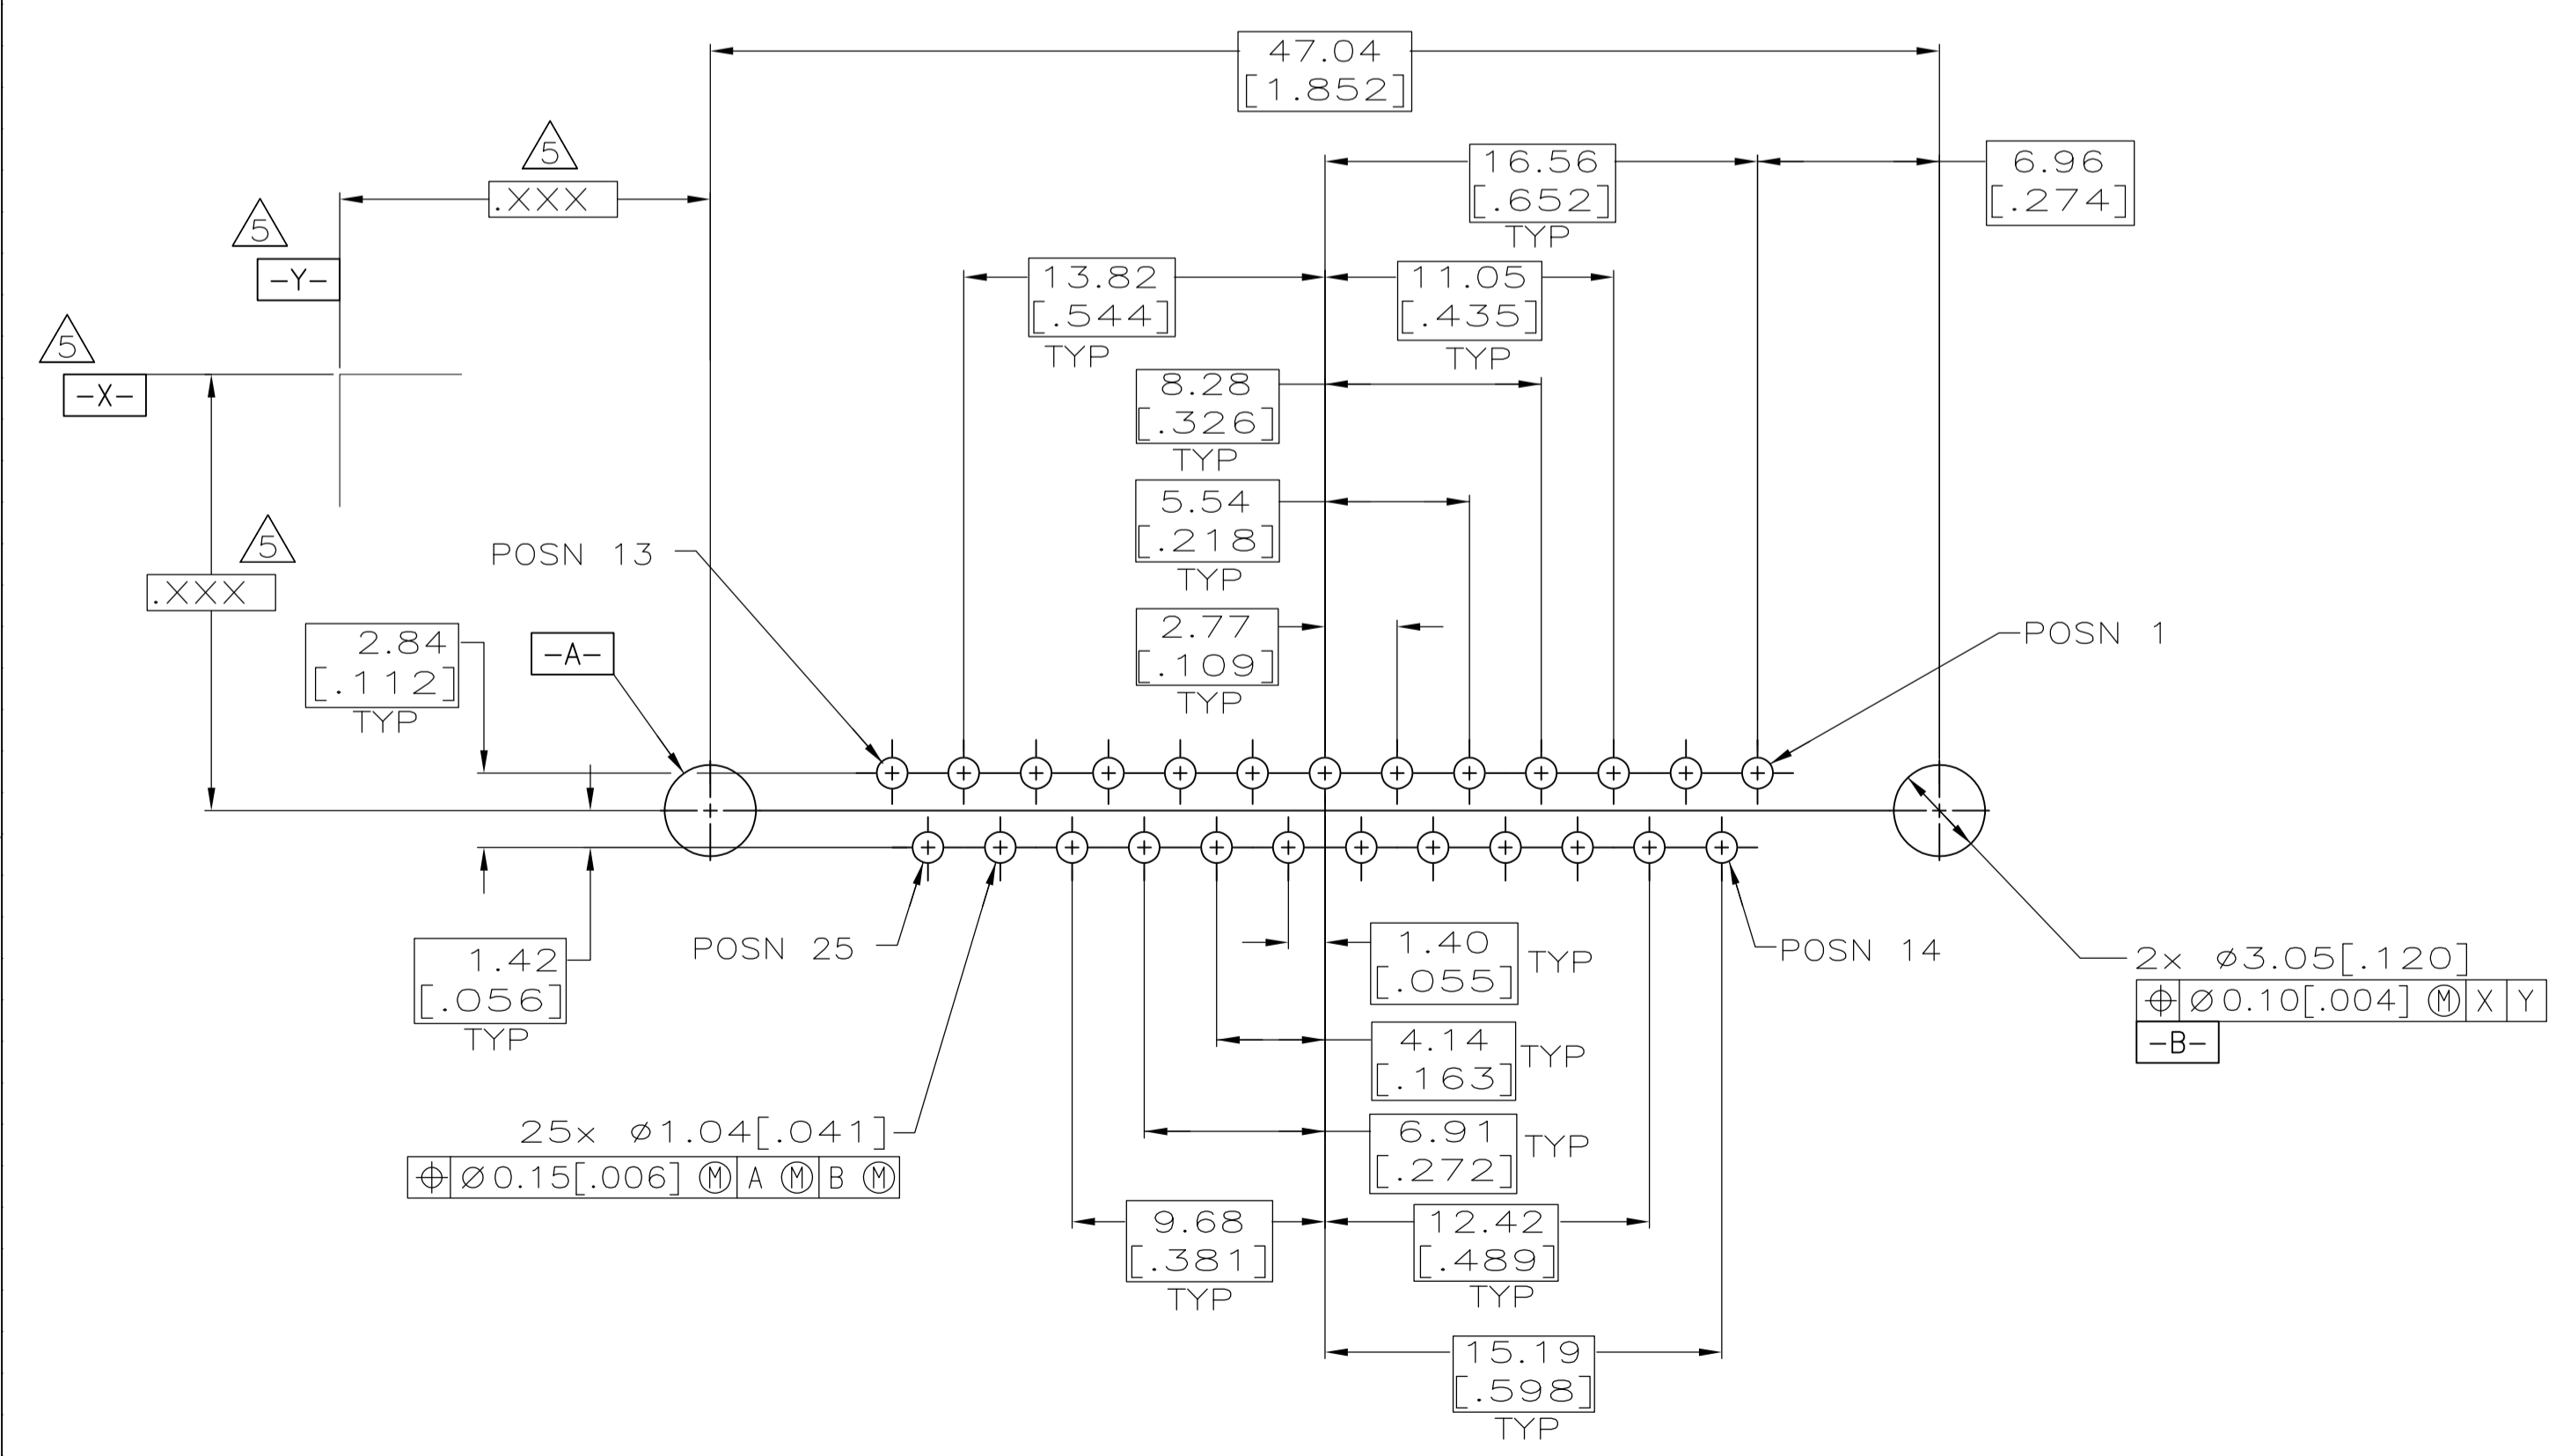 47.04
[1.852]
5
.XXX
16.56
[.652]
TYP
6.96
[.274]
5
-Y-
13.82
[.544]
TYP
11.05
[.435]
TYP
5
-X-
8.28
[.326]
TYP
5.54
[.218]
TYP
5
.XXX
POSN 13
2.77
[.109]
TYP
POSN 1
2.84
[.112]
TYP
-A-
1.42
[.056]
TYP
POSN 25
1.40
[.055]
TYP
POSN 14
2x ⌀3.05[.120]
⌖ ⌀0.10[.004] Ⓜ X Y
-B-
4.14
[.163]
TYP
25x ⌀1.04[.041]
⌖ ⌀0.15[.006] Ⓜ A Ⓜ B Ⓜ
6.91
[.272]
TYP
9.68
[.381]
TYP
12.42
[.489]
TYP
15.19
[.598]
TYP